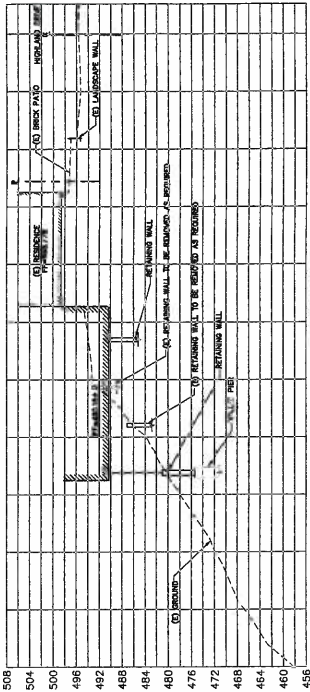 HIGHLAND
(E) BRICK PATIO
(E) LANDSCAPE WALL
(E) RESIDENCE
RETAINING WALL
(E) RETAINING WALL TO BE REMOVED AS REQUIRED
(E) RETAINING WALL TO BE REMOVED AS REQUIRED
RETAINING WALL
PIER
(E) GROUND
508
504
500
496
492
488
484
480
476
472
468
464
460
456